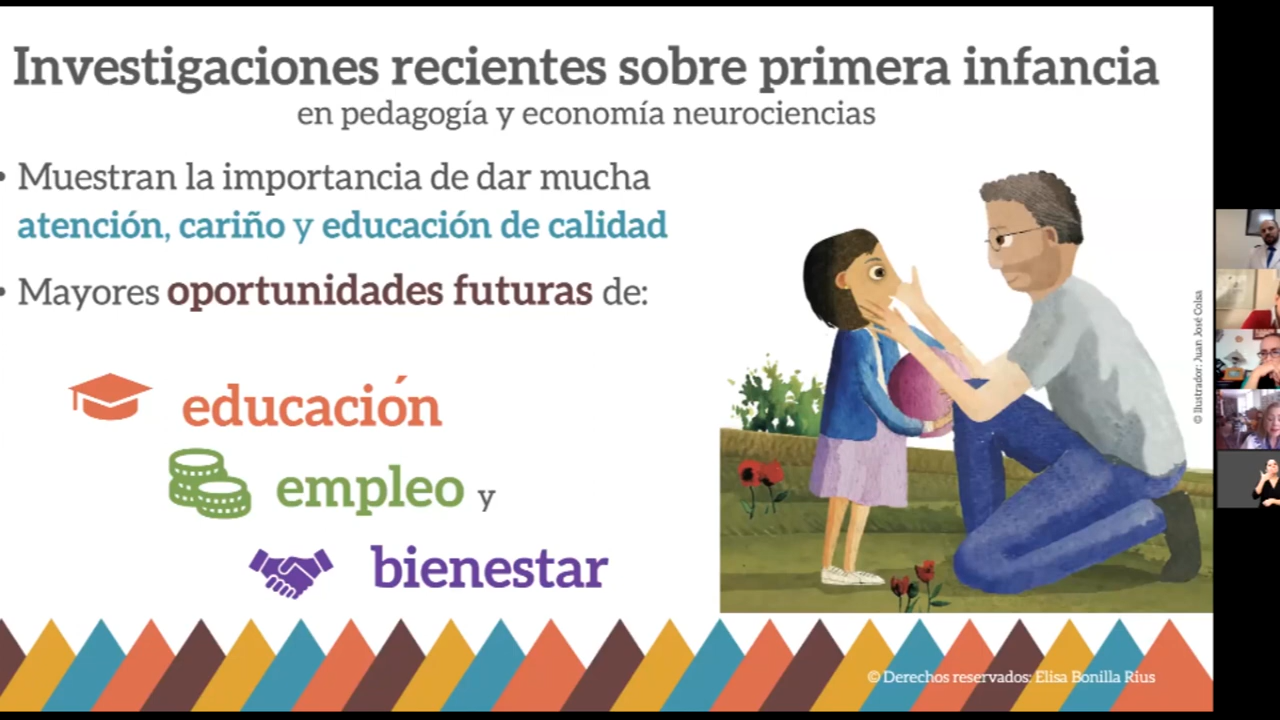 Investigaciones recientes sobre primera infancia
en pedagogía y economía neurociencias
• Muestran la importancia de dar mucha
atención, cariño y educación de calidad
• Mayores oportunidades futuras de:
educación
empleo y
bienestar
© Ilustrador: Juan José Colsa
© Derechos reservados: Elisa Bonilla Rius